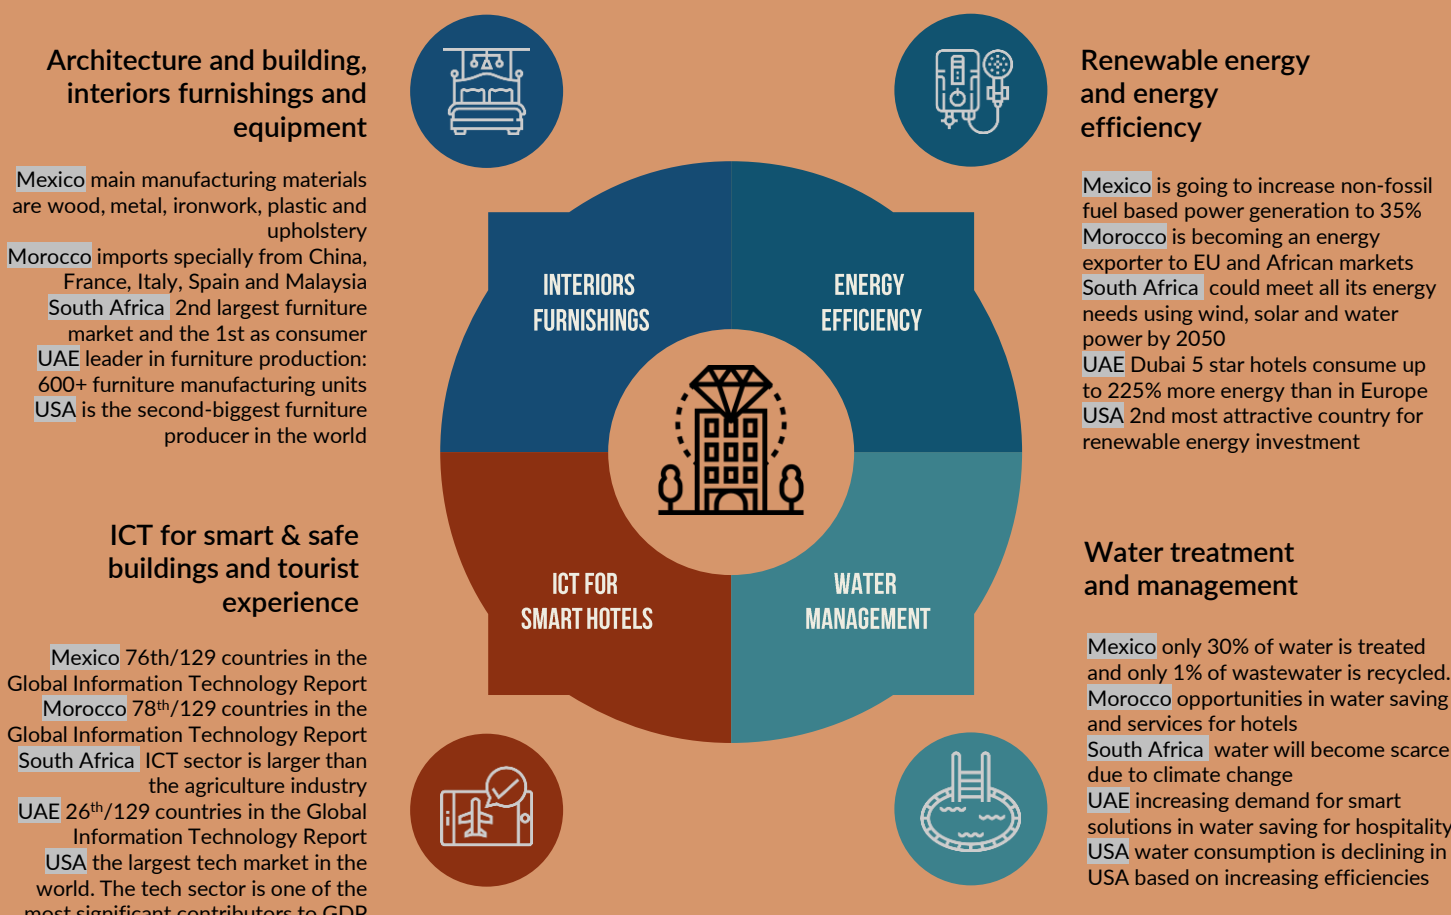 Architecture and building,
interiors furnishings and
equipment
Mexico main manufacturing materials
are wood, metal, ironwork, plastic and
upholstery
Morocco imports specially from China,
France, Italy, Spain and Malaysia
South Africa 2nd largest furniture
market and the 1st as consumer
UAE leader in furniture production:
600+ furniture manufacturing units
USA is the second-biggest furniture
producer in the world
INTERIORS
FURNISHINGS
ENERGY
EFFICIENCY
Renewable energy
and energy
efficiency
Mexico is going to increase non-fossil
fuel based power generation to 35%
Morocco is becoming an energy
exporter to EU and African markets
South Africa could meet all its energy
needs using wind, solar and water
power by 2050
UAE Dubai 5 star hotels consume up
to 225% more energy than in Europe
USA 2nd most attractive country for
renewable energy investment
ICT for smart & safe
buildings and tourist
experience
Mexico 76th/129 countries in the
Global Information Technology Report
Morocco 78th/129 countries in the
Global Information Technology Report
South Africa ICT sector is larger than
the agriculture industry
UAE 26th/129 countries in the Global
Information Technology Report
USA the largest tech market in the
world. The tech sector is one of the
most significant contributors to GDP
ICT FOR
SMART HOTELS
WATER
MANAGEMENT
Water treatment
and management
Mexico only 30% of water is treated
and only 1% of wastewater is recycled.
Morocco opportunities in water saving
and services for hotels
South Africa water will become scarce
due to climate change
UAE increasing demand for smart
solutions in water saving for hospitality
USA water consumption is declining in
USA based on increasing efficiencies